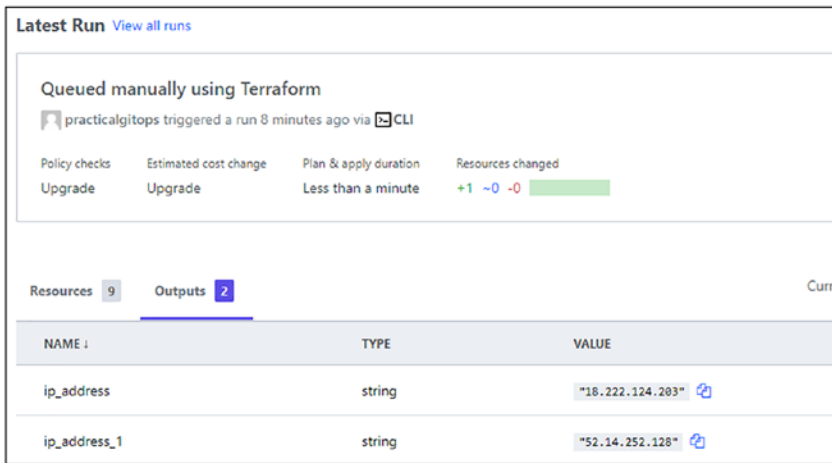 Latest Run View all runs
Queued manually using Terraform
practicalgitops triggered a run 8 minutes ago via CLI
Policy checks Estimated cost change Plan & apply duration Resources changed
Upgrade Upgrade Less than a minute +1 ~0 -0
Resources 9 Outputs 2 Curr
NAME ↓ TYPE VALUE
ip_address string "18.222.124.203"
ip_address_1 string "52.14.252.128"